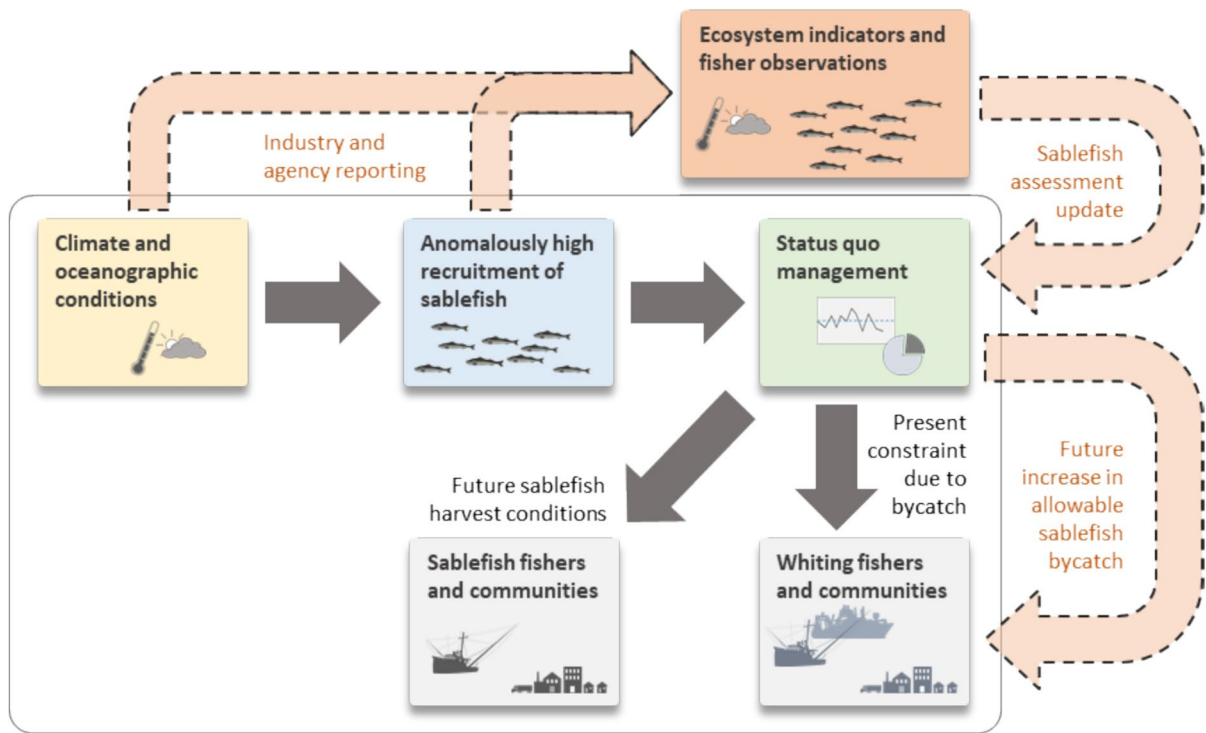 Ecosystem indicators and
fisher observations
Industry and
agency reporting
Sablefish
assessment
update
Climate and
oceanographic
conditions
Anomalously high
recruitment of
sablefish
Status quo
management
Future sablefish
harvest conditions
Present
constraint
due to
bycatch
Future
increase in
allowable
sablefish
bycatch
Sablefish fishers
and communities
Whiting fishers
and communities